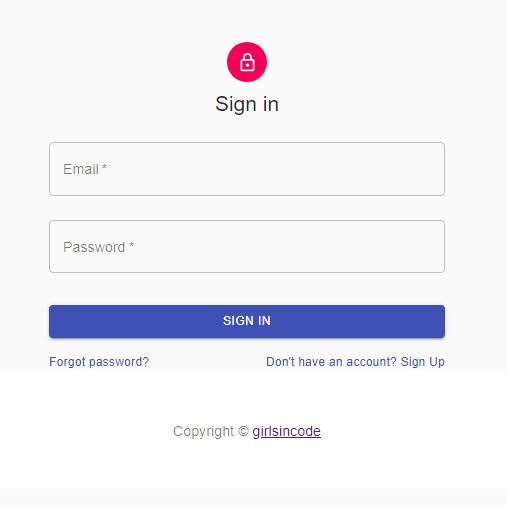 Sign in
Email *
Password *
SIGN IN
Forgot password? Don't have an account? Sign Up
Copyright © girlsincode